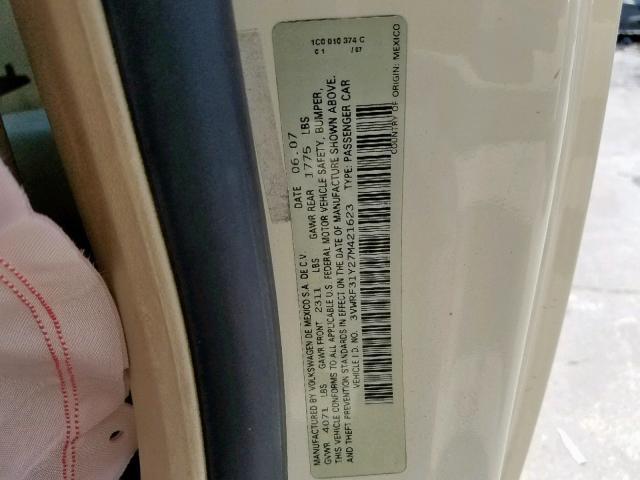 1C0 010 374 C
C 1 / 07
MANUFACTURED BY VOLKSWAGEN DE MEXICO S.A. DE C.V. DATE 06.07
GVWR 4071 LBS GAWR FRONT 2311 LBS GAWR REAR 1775 LBS
THIS VEHICLE CONFORMS TO ALL APPLICABLE U.S. FEDERAL MOTOR VEHICLE SAFETY, BUMPER,
AND THEFT PREVENTION STANDARDS IN EFFECT ON THE DATE OF MANUFACTURE SHOWN ABOVE.
VEHICLE I.D. NO. 3VWRF31Y27M421623 TYPE: PASSENGER CAR
COUNTRY OF ORIGIN: MEXICO